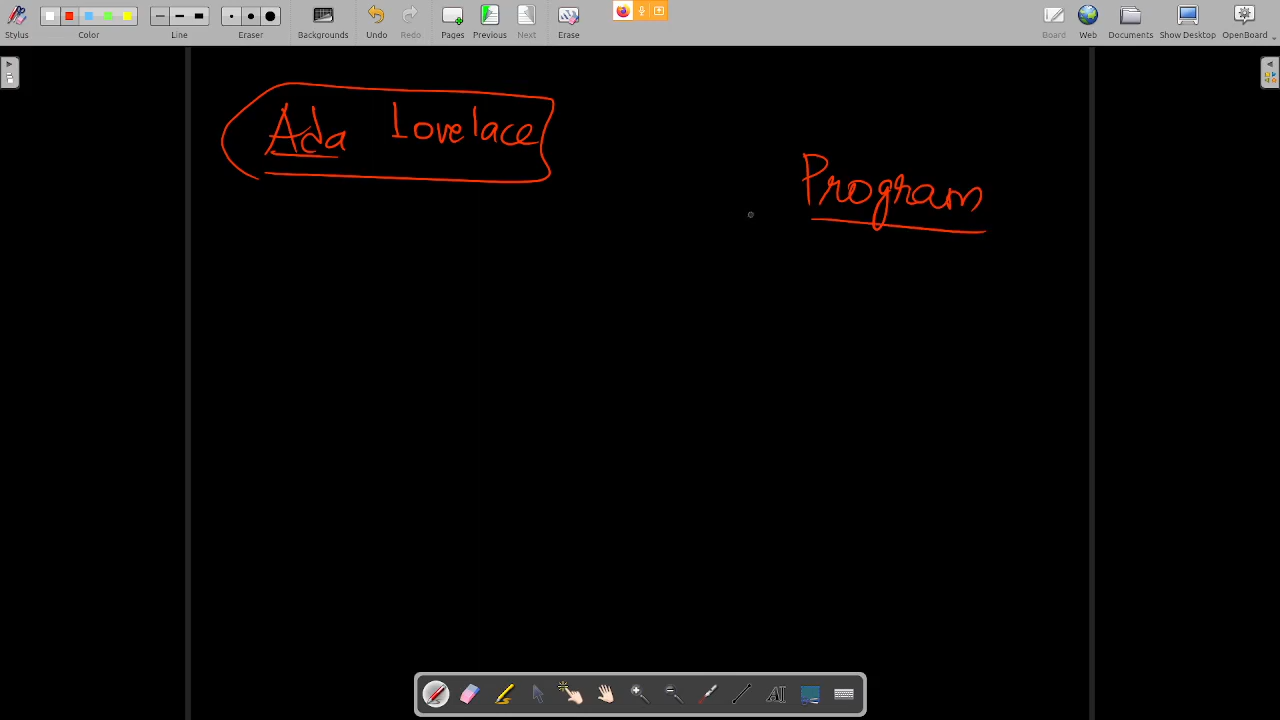 Stylus Color Line Eraser Backgrounds Undo Redo Pages Previous Next Erase Board Web Documents Show Desktop OpenBoard
Ada Lovelace
Program
AI